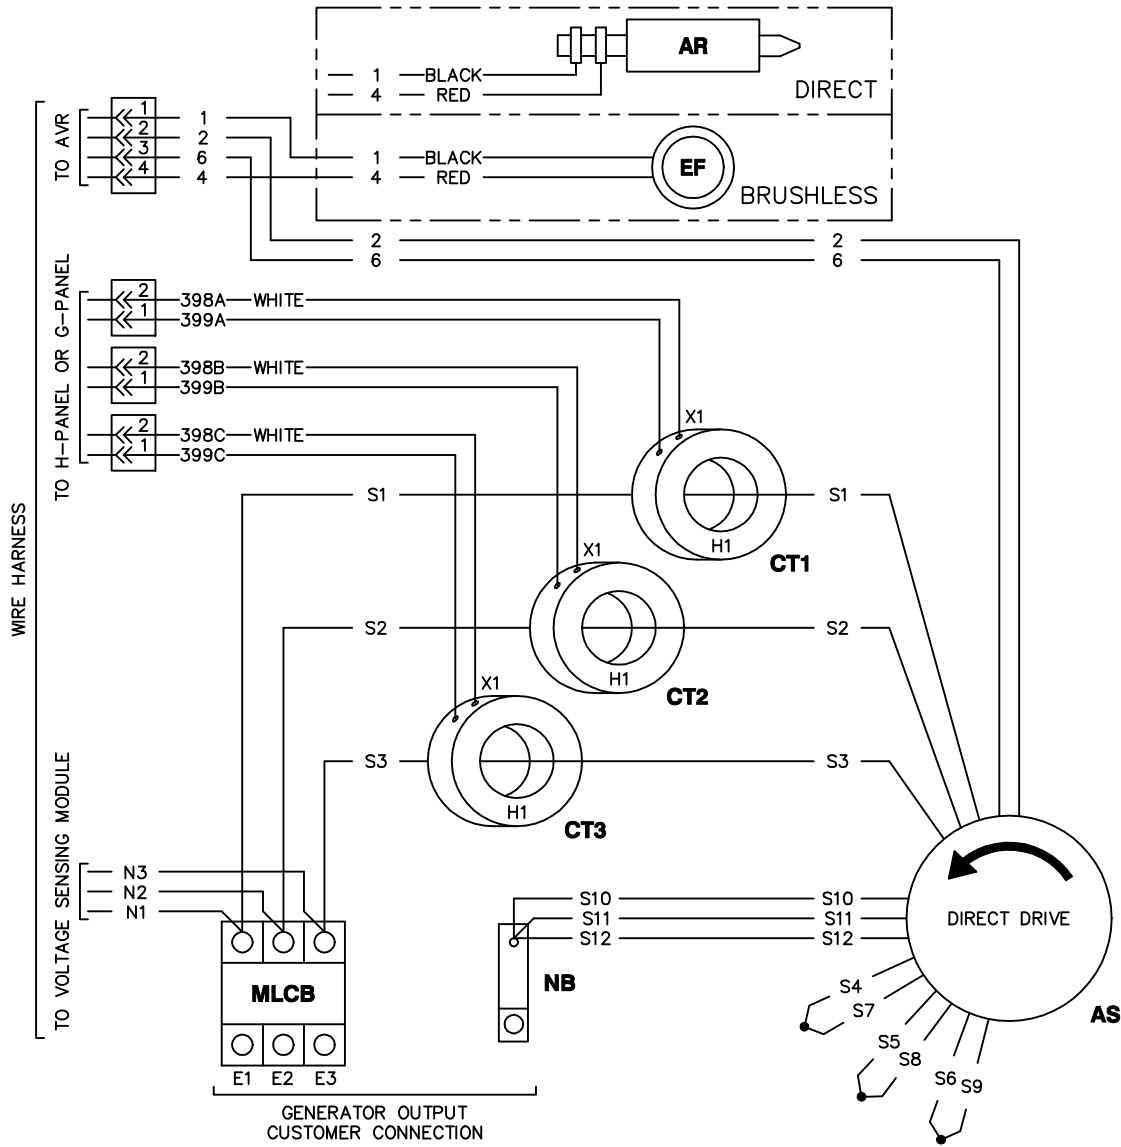 AR
1 BLACK
4 RED
DIRECT
TO AVR
1 1
2 2
3 6
4 4
1 BLACK
4 RED
EF
BRUSHLESS
2 2
6 6
TO H-PANEL OR G-PANEL
2 398A WHITE
1 399A
2 398B WHITE
1 399B
2 398C WHITE
1 399C
WIRE HARNESS
X1
S1 S1
H1
CT1
X1
S2 S2
H1
CT2
X1
S3 S3
H1
CT3
TO VOLTAGE SENSING MODULE
N3
N2
N1
MLCB
E1 E2 E3
NB
S10 S10
S11 S11
S12 S12
DIRECT DRIVE
AS
S4
S7
S5
S8
S6
S9
GENERATOR OUTPUT
CUSTOMER CONNECTION